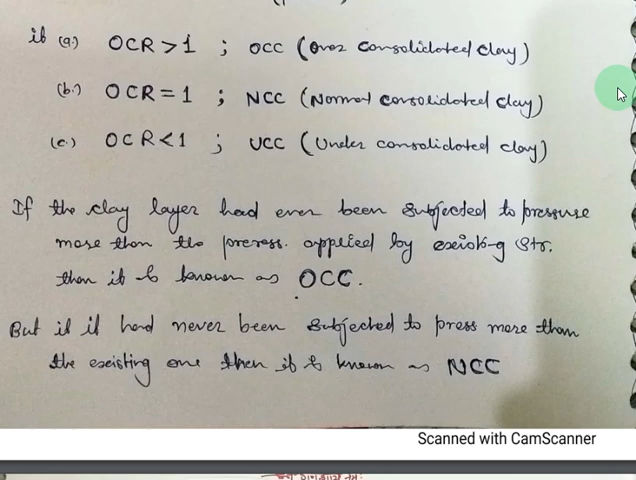 if (a.) OCR > 1 ; OCC (Over consolidated clay)
(b.) OCR = 1 ; NCC (Normal consolidated clay)
(c.) OCR < 1 ; UCC (Under consolidated clay)
If the clay layer had ever been subjected to pressure
more than the press. applied by existing str.
then it is known as OCC.
But if it had never been subjected to press more than
the existing one then it is known as NCC
Scanned with CamScanner